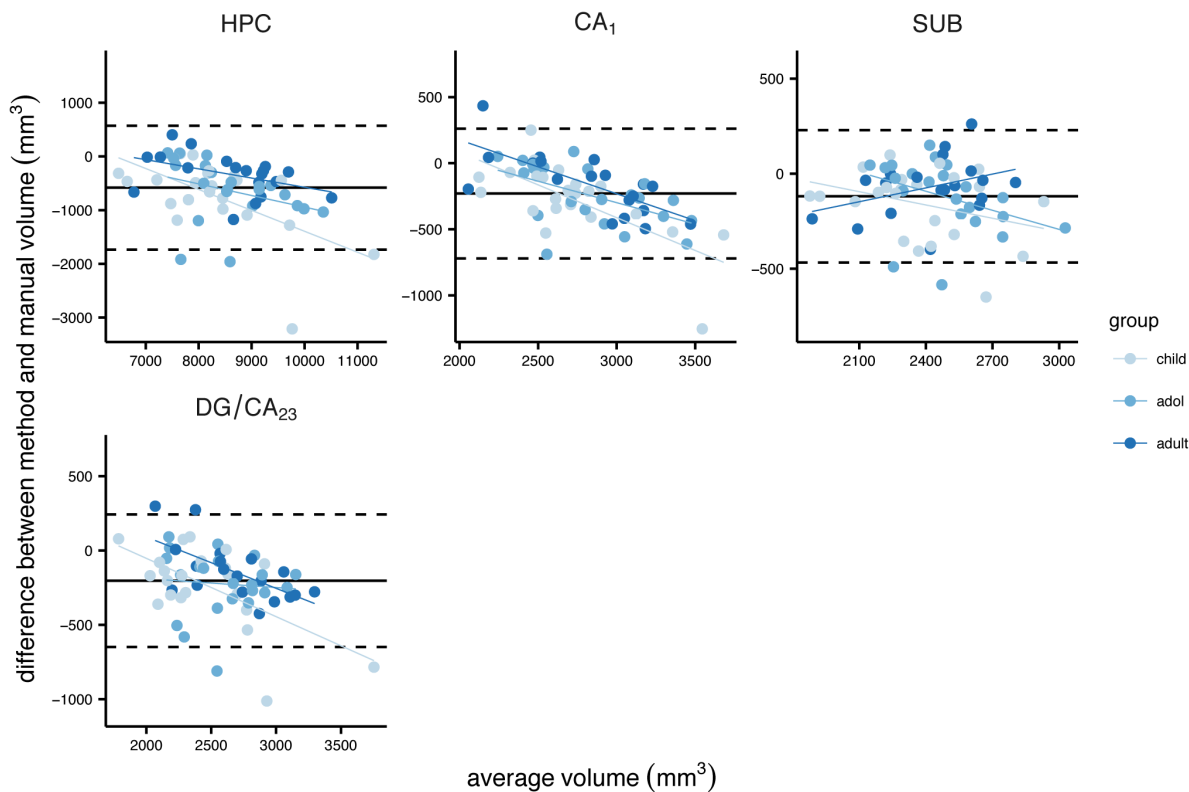 HPC
CA₁
SUB
difference between method and manual volume (mm³)
1000
0
−1000
−2000
−3000
7000 8000 9000 10000 11000
500
0
−500
−1000
2000 2500 3000 3500
500
0
−500
2100 2400 2700 3000
group
child
adol
adult
DG/CA₂₃
500
0
−500
−1000
2000 2500 3000 3500
average volume (mm³)